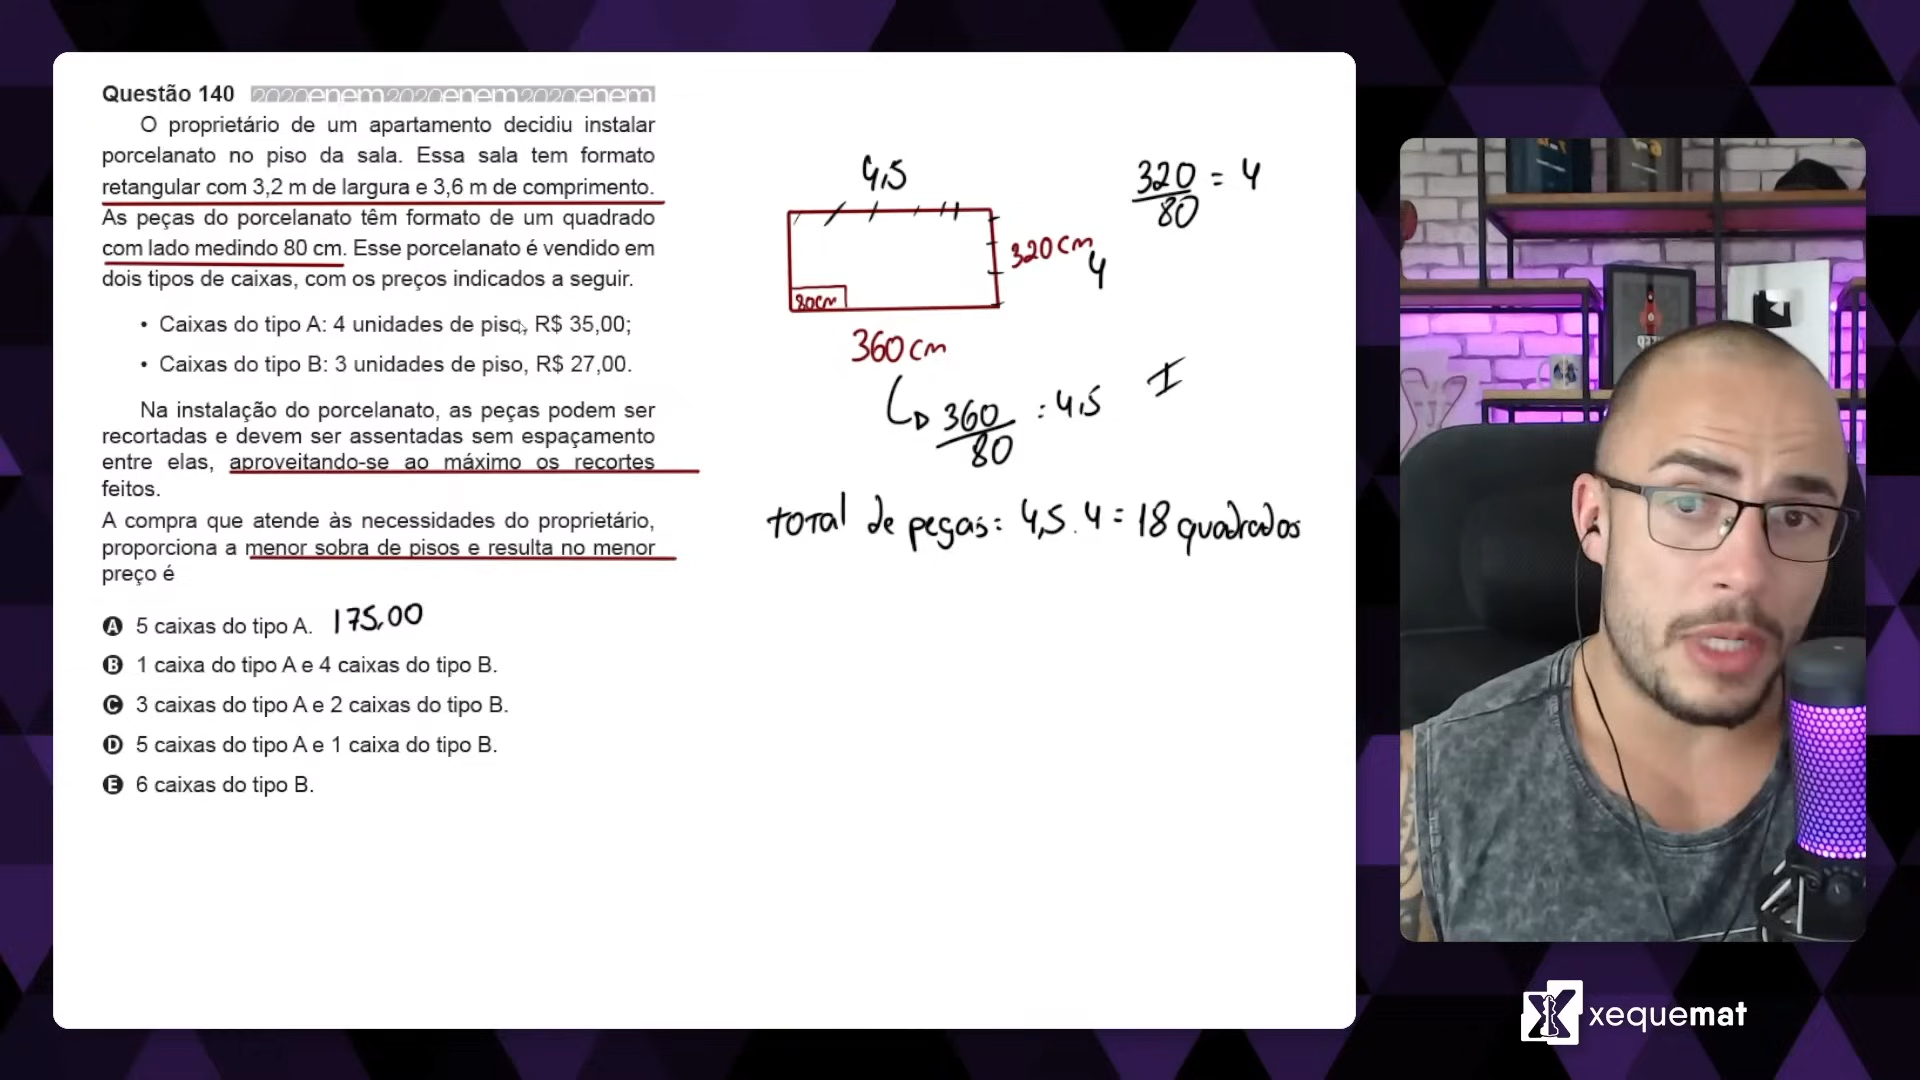 Questão 140 2020enem2020enem2020enem
O proprietário de um apartamento decidiu instalar
porcelanato no piso da sala. Essa sala tem formato
retangular com 3,2 m de largura e 3,6 m de comprimento.
As peças do porcelanato têm formato de um quadrado
com lado medindo 80 cm. Esse porcelanato é vendido em
dois tipos de caixas, com os preços indicados a seguir.
• Caixas do tipo A: 4 unidades de piso, R$ 35,00;
• Caixas do tipo B: 3 unidades de piso, R$ 27,00.
Na instalação do porcelanato, as peças podem ser
recortadas e devem ser assentadas sem espaçamento
entre elas, aproveitando-se ao máximo os recortes
feitos.
A compra que atende às necessidades do proprietário,
proporciona a menor sobra de pisos e resulta no menor
preço é
A 5 caixas do tipo A. 175,00
B 1 caixa do tipo A e 4 caixas do tipo B.
C 3 caixas do tipo A e 2 caixas do tipo B.
D 5 caixas do tipo A e 1 caixa do tipo B.
E 6 caixas do tipo B.
4,5
320/80 = 4
320cm
4
80cm
360cm
360/80 : 4,5
total de peças: 4,5 . 4 = 18 quadrados
xequemat